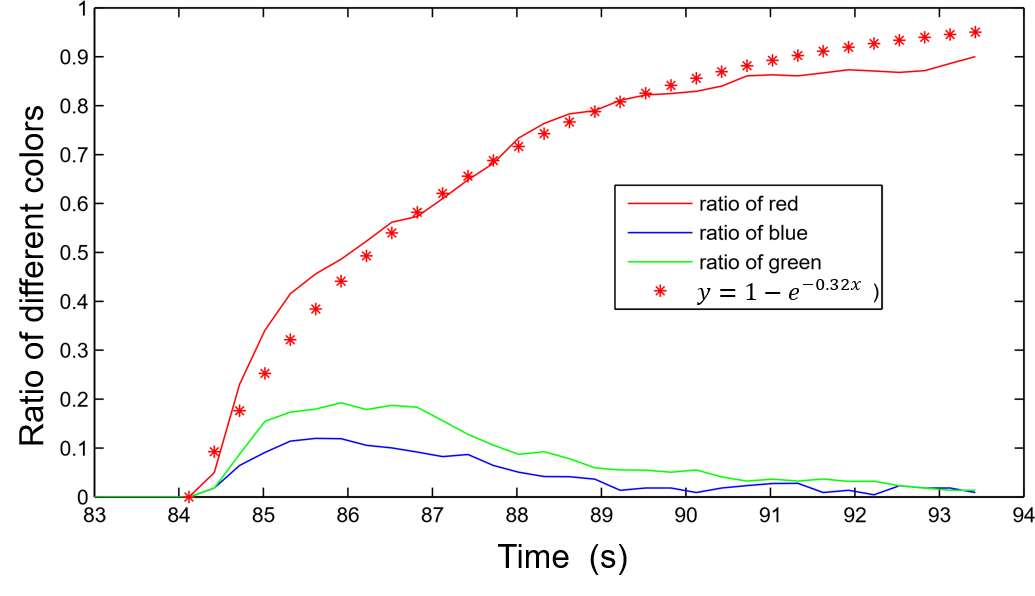 1
0.9
0.8
0.7
0.6
0.5
0.4
0.3
0.2
0.1
0
Ratio of different colors
ratio of red
ratio of blue
ratio of green
y = 1 − e^{−0.32x} )
83 84 85 86 87 88 89 90 91 92 93 94
Time (s)